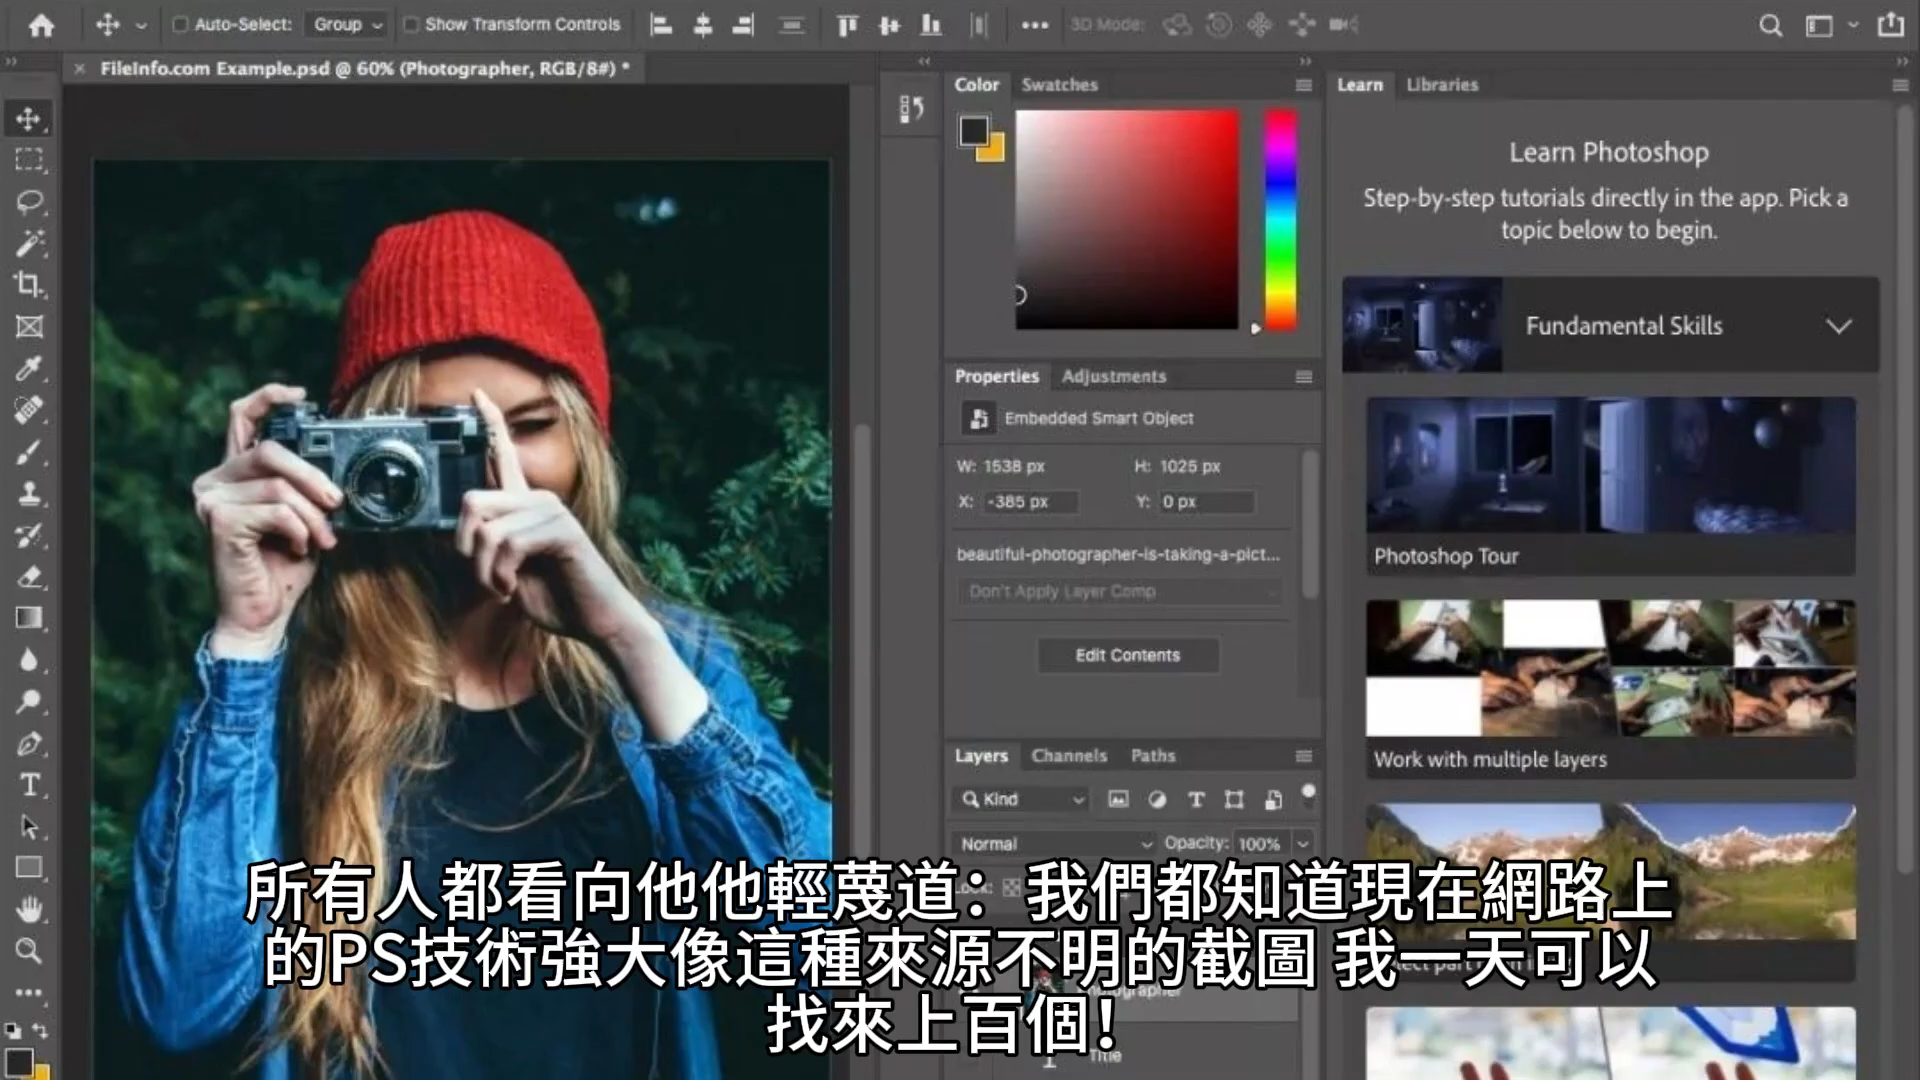 Auto-Select:
Group
Show Transform Controls
3D Mode:
FileInfo.com Example.psd @ 60% (Photographer, RGB/8#) *
Color
Swatches
Learn
Libraries
Learn Photoshop
Step-by-step tutorials directly in the app. Pick a
topic below to begin.
Fundamental Skills
Photoshop Tour
Work with multiple layers
Properties
Adjustments
Embedded Smart Object
W: 1538 px
H: 1025 px
X: -385 px
Y: 0 px
beautiful-photographer-is-taking-a-pict...
Don't Apply Layer Comp
Edit Contents
Layers
Channels
Paths
Kind
Normal
Opacity: 100%
所有人都看向他他輕蔑道：我們都知道現在網路上
的PS技術強大像這種來源不明的截圖 我一天可以
找來上百個！
Title